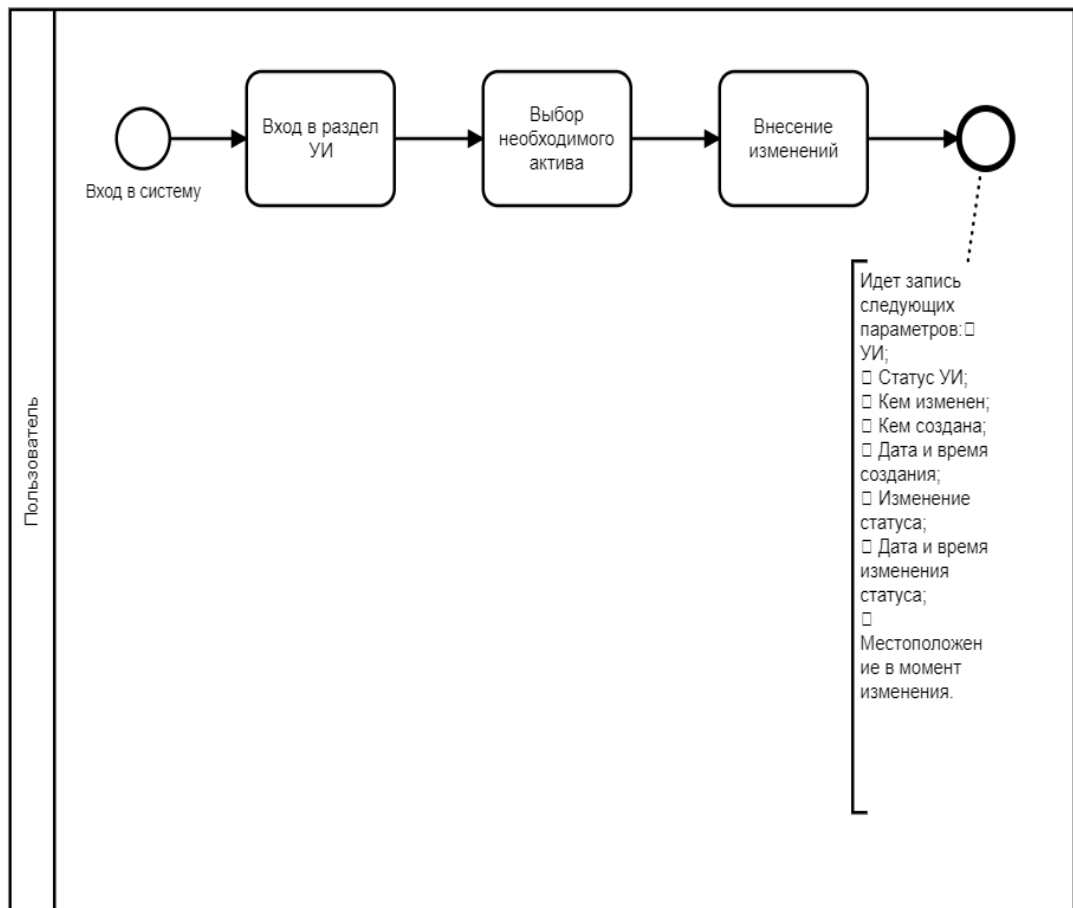 Пользователь
Вход в систему
Вход в раздел
УИ
Выбор
необходимого
актива
Внесение
изменений
Идет запись
следующих
параметров:
УИ;
Статус УИ;
Кем изменен;
Кем создана;
Дата и время
создания;
Изменение
статуса;
Дата и время
изменения
статуса;
Местоположен
ие в момент
изменения.